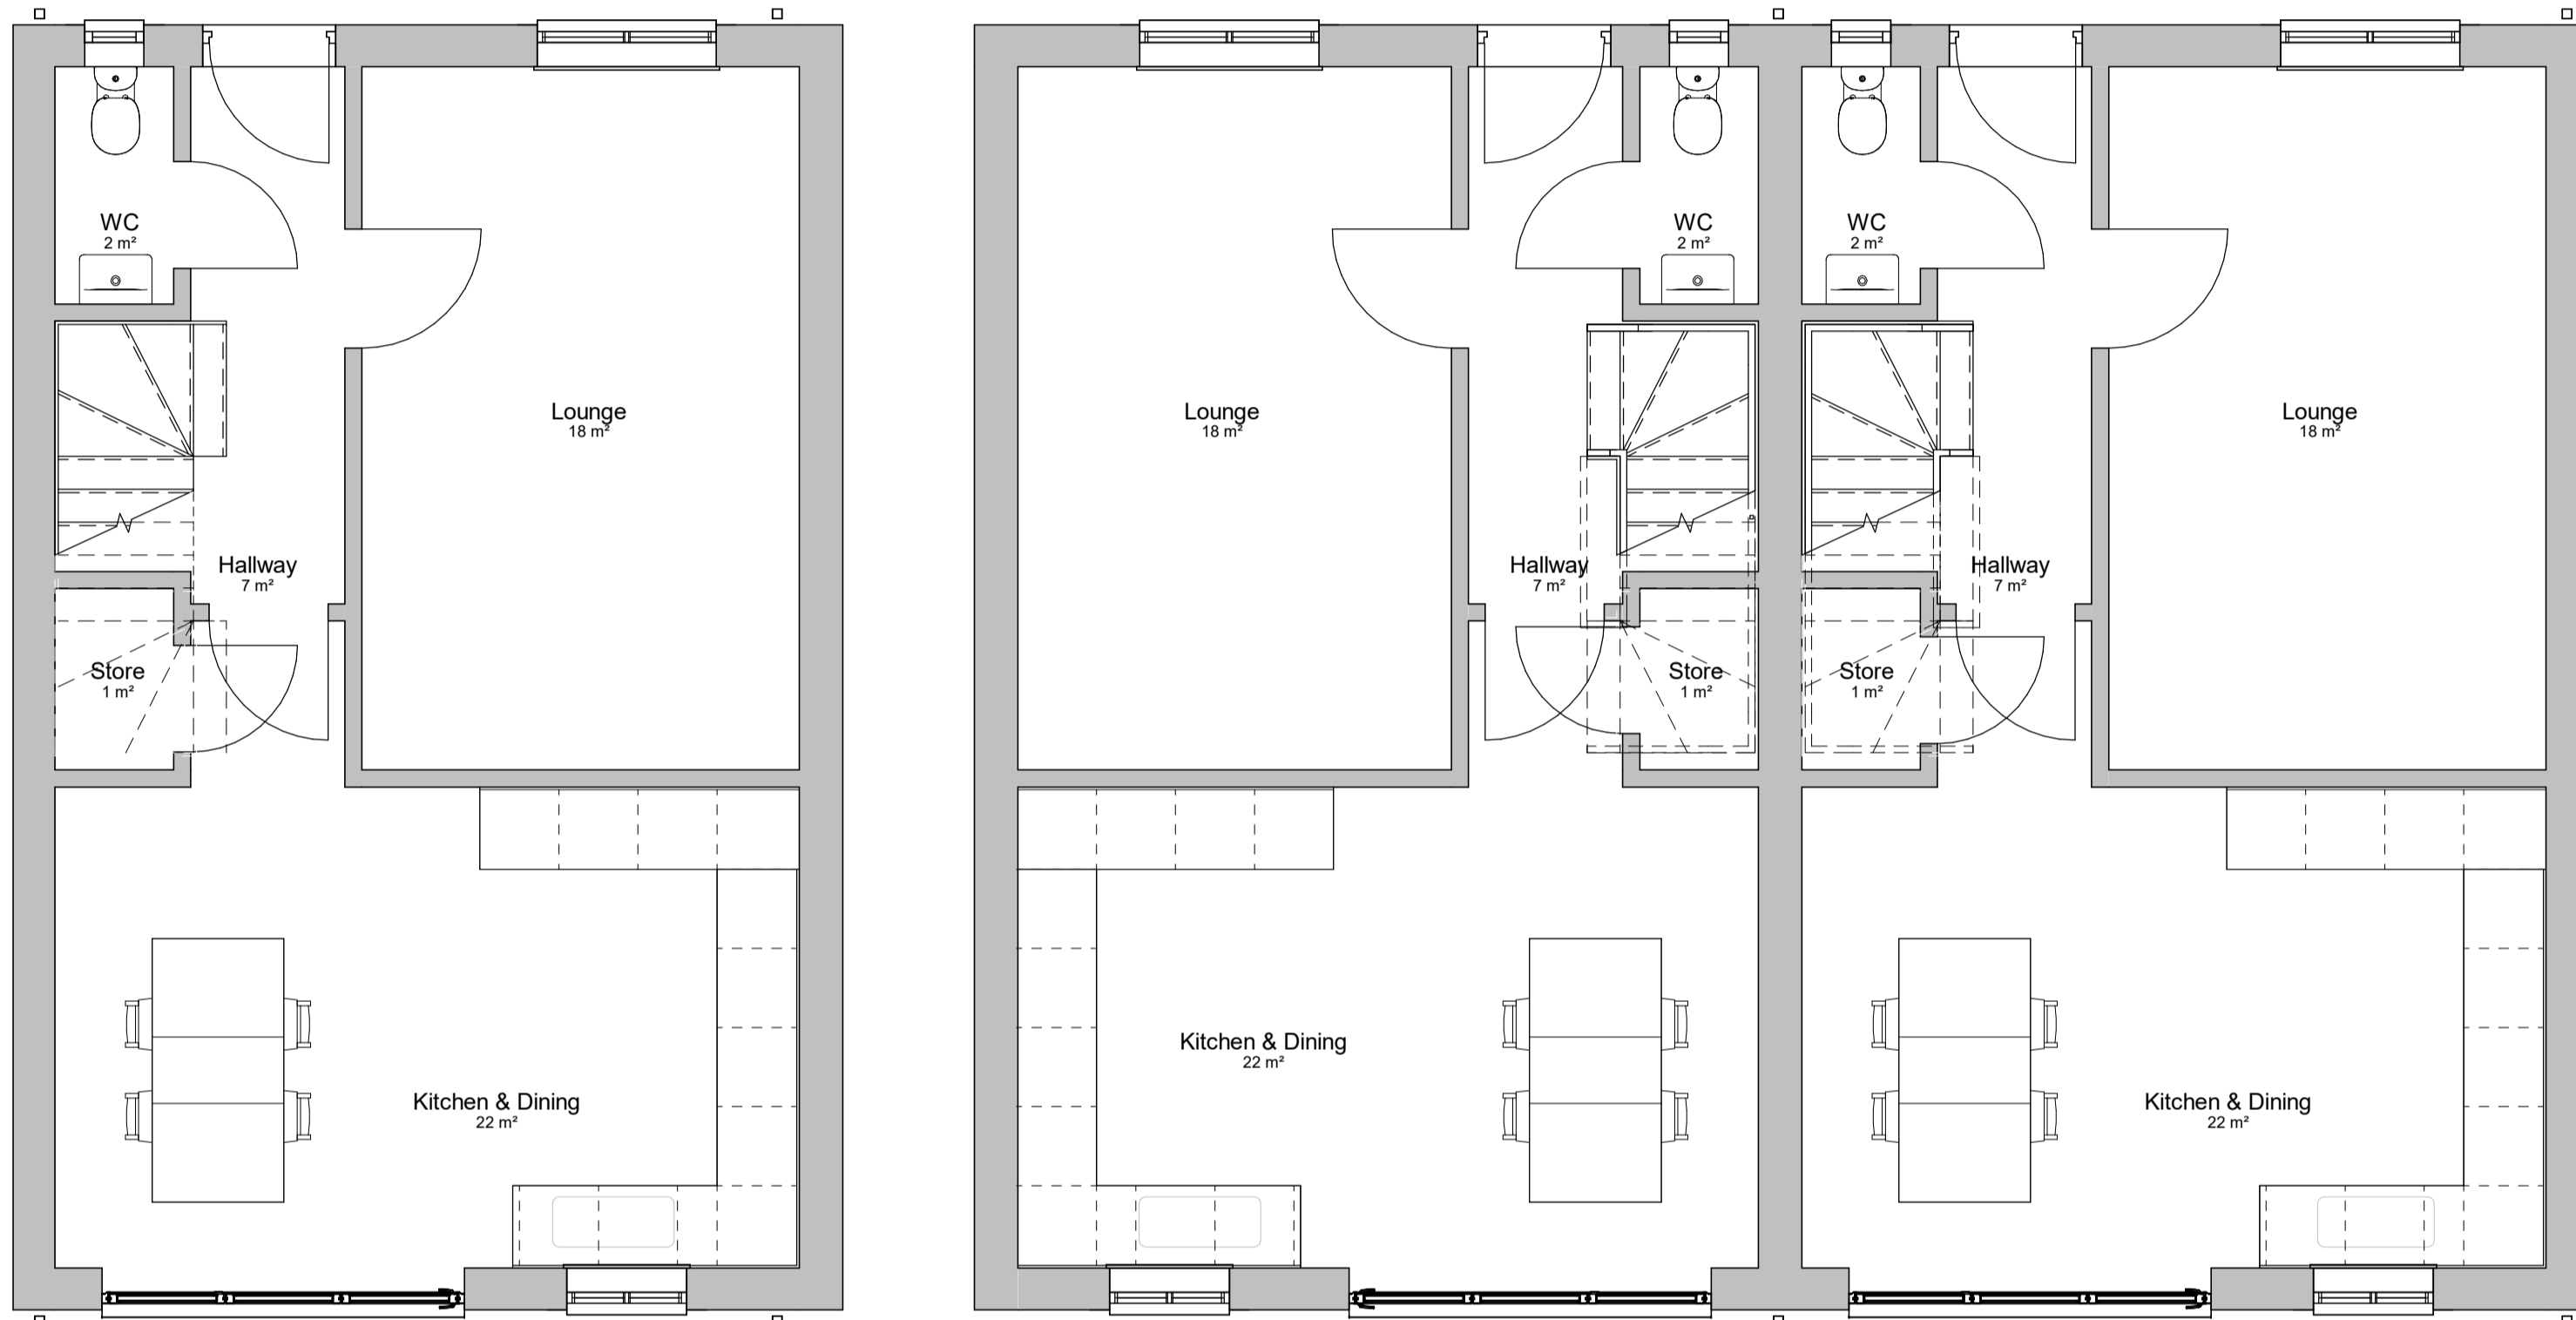 WC
2 m²
Lounge
18 m²
Hallway
7 m²
Store
1 m²
Kitchen & Dining
22 m²
Lounge
18 m²
WC
2 m²
Hallway
7 m²
Store
1 m²
Kitchen & Dining
22 m²
WC
2 m²
Lounge
18 m²
Hallway
7 m²
Store
1 m²
Kitchen & Dining
22 m²